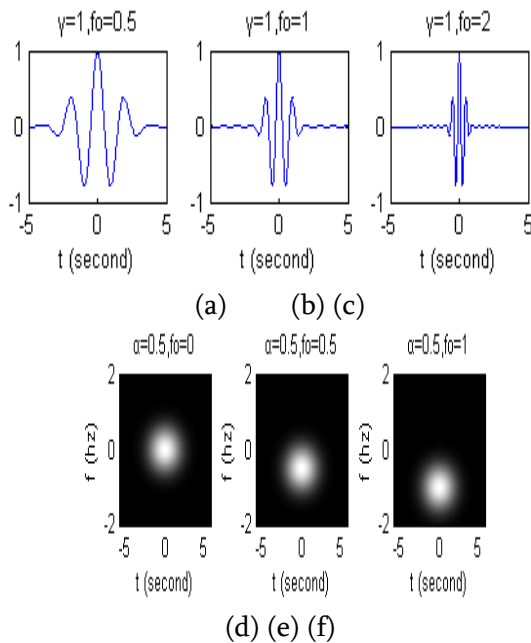 γ=1,fo=0.5 γ=1,fo=1 γ=1,fo=2
1 1 1
0 0 0
-1 -1 -1
-5 0 5 -5 0 5 -5 0 5
t (second) t (second) t (second)
(a) (b) (c)
α=0.5,fo=0 α=0.5,fo=0.5 α=0.5,fo=1
2 2 2
f (hz) 0 f (hz) 0 f (hz) 0
-2 -2 -2
-5 0 5 -5 0 5 -5 0 5
t (second) t (second) t (second)
(d) (e) (f)